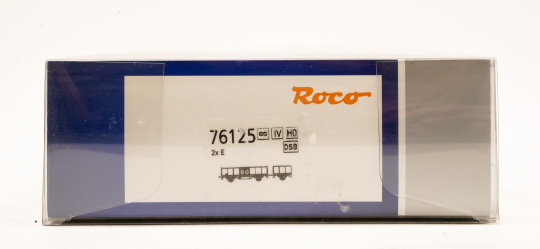 Roco
76125 IV HD
2x E DSB